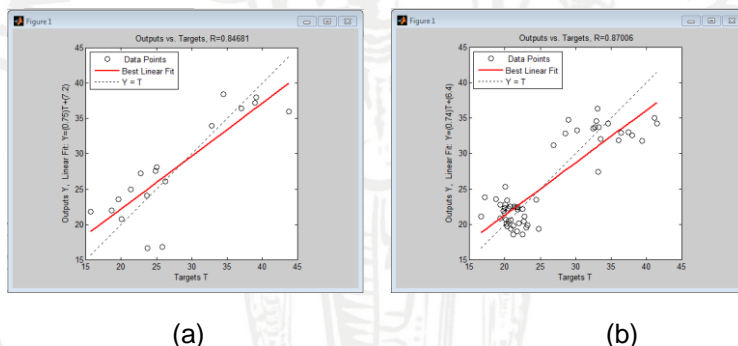 Figure 1
Outputs vs. Targets, R=0.84681
Outputs Y, Linear Fit: Y=(0.75)T+(7.2)
45
40
35
30
25
20
15
Data Points
Best Linear Fit
Y = T
15 20 25 30 35 40 45
Targets T
(a)
Figure 1
Outputs vs. Targets, R=0.87006
Outputs Y, Linear Fit: Y=(0.74)T+(6.4)
45
40
35
30
25
20
15
Data Points
Best Linear Fit
Y = T
15 20 25 30 35 40 45
Targets T
(b)